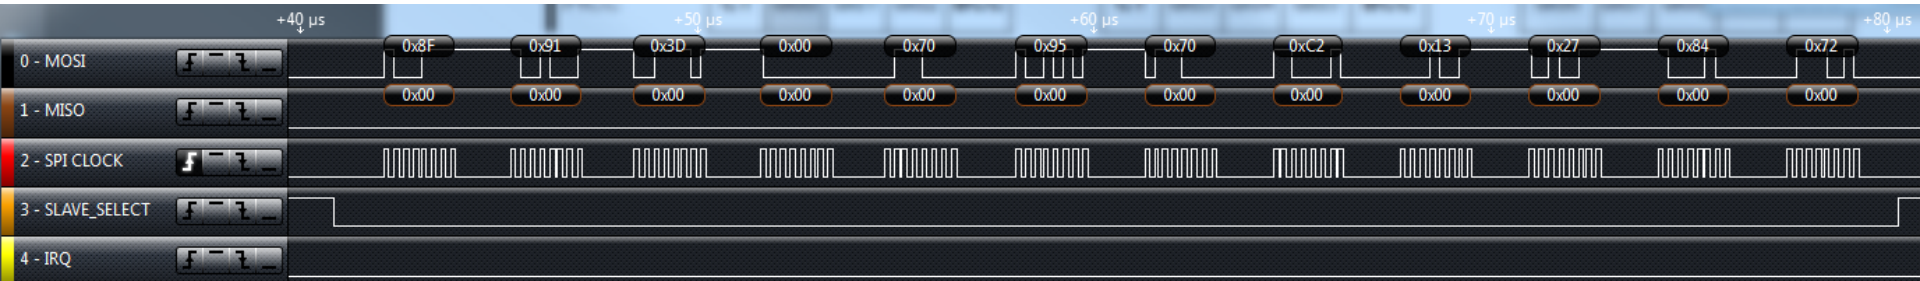 +40 µs +50 µs +60 µs +70 µs +80 µs
0 - MOSI 0x8F 0x91 0x3D 0x00 0x70 0x95 0x70 0xC2 0x13 0x27 0x84 0x72
1 - MISO 0x00 0x00 0x00 0x00 0x00 0x00 0x00 0x00 0x00 0x00 0x00 0x00
2 - SPI CLOCK
3 - SLAVE_SELECT
4 - IRQ